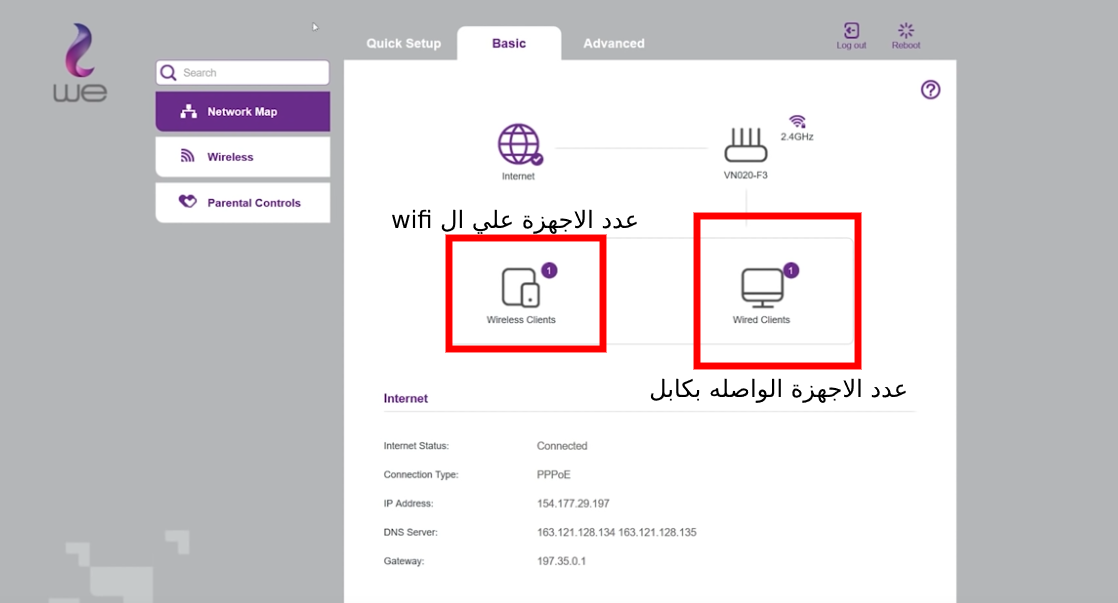 we
Quick Setup
Basic
Advanced
Log out
Reboot
Search
Network Map
Wireless
Parental Controls
2.4GHz
Internet
VN020-F3
عدد الاجهزة علي ال wifi
1
Wireless Clients
1
Wired Clients
عدد الاجهزة الواصله بكابل
Internet
Internet Status: Connected
Connection Type: PPPoE
IP Address: 154.177.29.197
DNS Server: 163.121.128.134 163.121.128.135
Gateway: 197.35.0.1